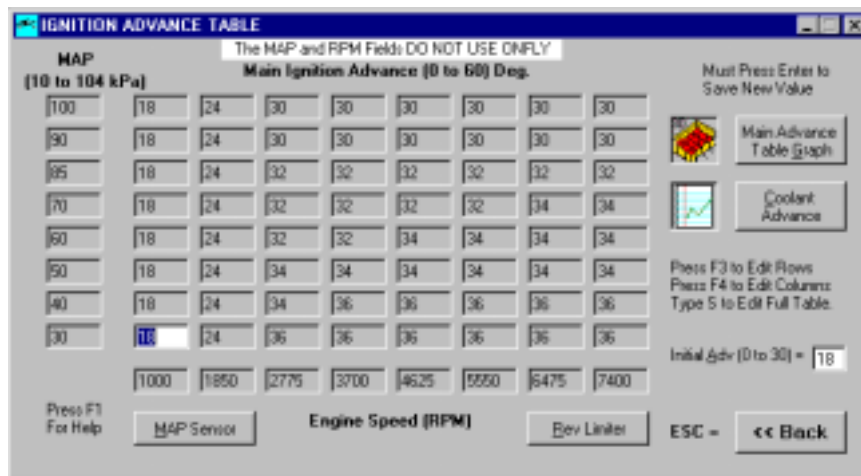 IGNITION ADVANCE TABLE
The MAP and RPM Fields DO NOT USE ONFLY
MAP
(10 to 104 kPa)
Main Ignition Advance (0 to 60) Deg.
Must Press Enter to
Save New Value
100 18 24 30 30 30 30 30 30
90 18 24 30 30 30 30 30 30
85 18 24 32 32 32 32 32 32
70 18 24 32 32 32 32 34 34
60 18 24 32 32 34 34 34 34
50 18 24 34 34 34 34 34 34
40 18 24 34 36 36 36 36 36
30 18 24 36 36 36 36 36 36
1000 1850 2775 3700 4625 5550 6475 7400
Main Advance
Table Graph
Coolant
Advance
Press F3 to Edit Rows
Press F4 to Edit Columns
Type S to Edit Full Table.
Initial Adv (0 to 30) = 18
Press F1
For Help
MAP Sensor
Engine Speed (RPM)
Rev Limiter
ESC =
<< Back